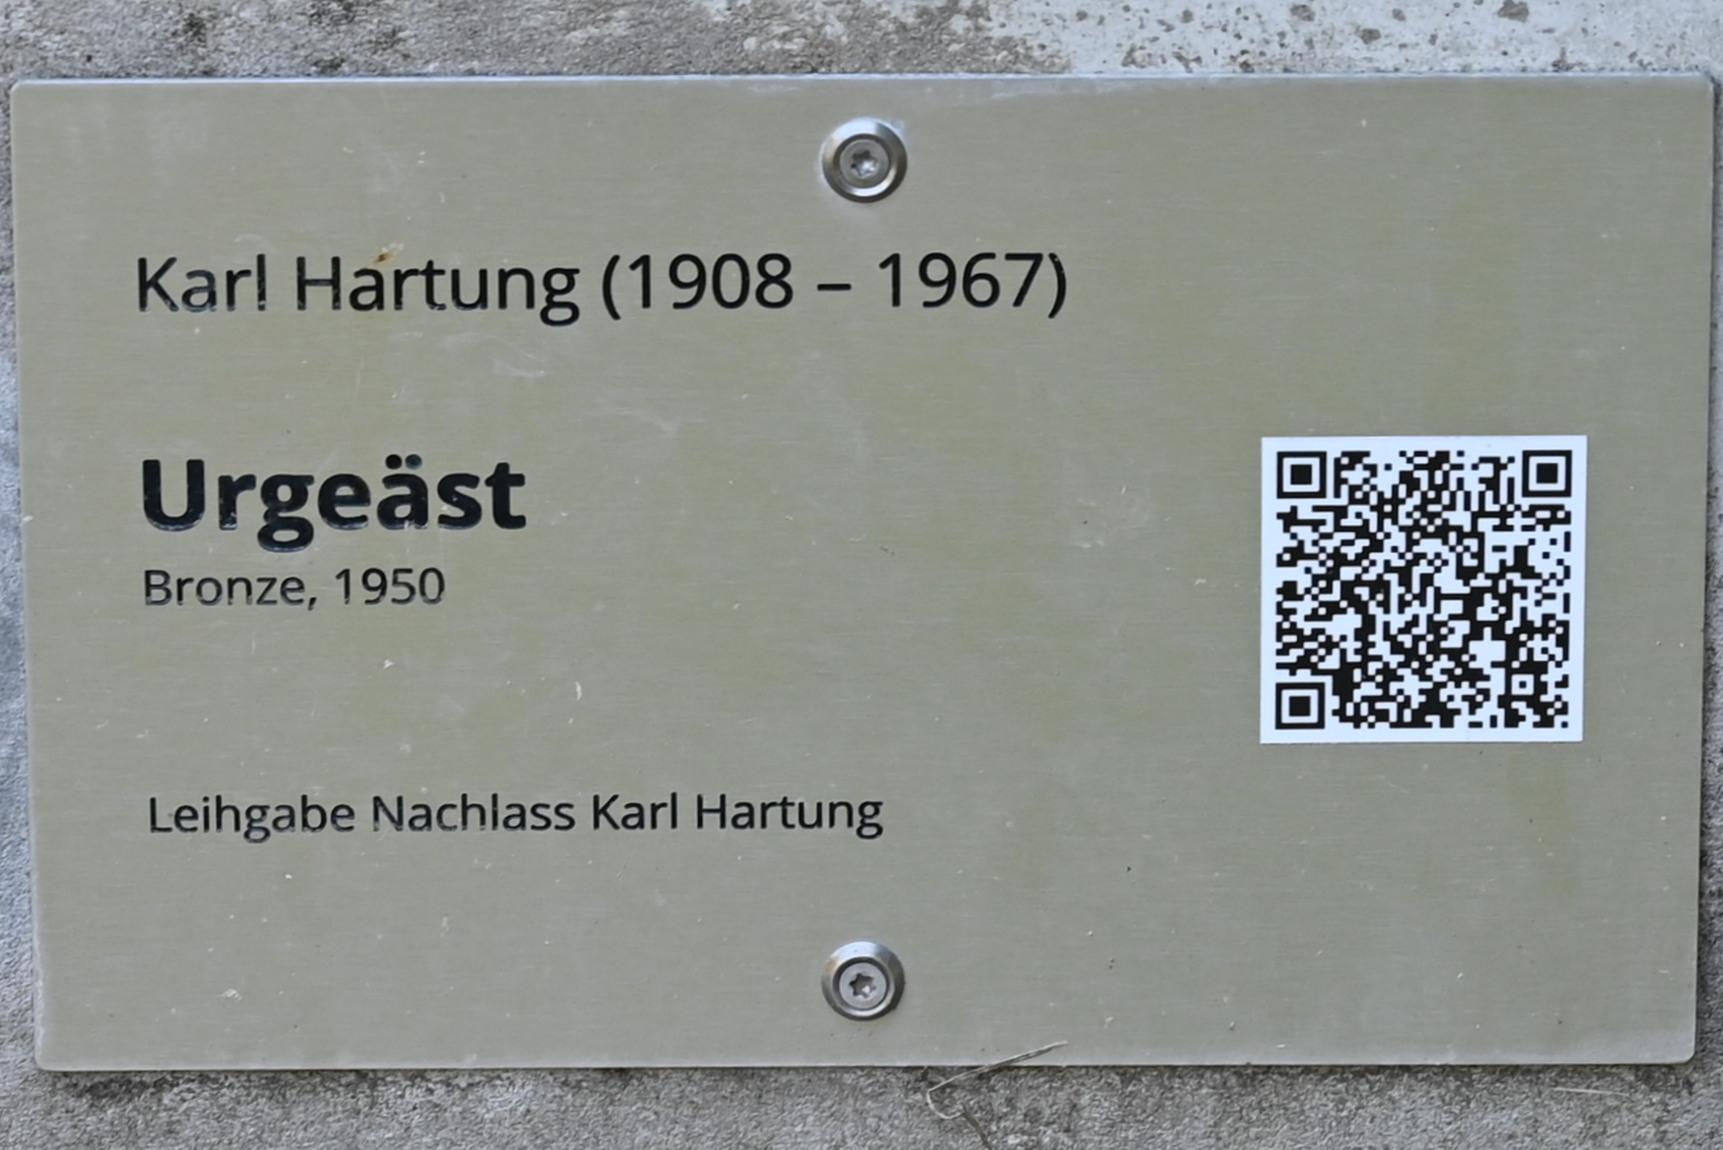 Karl Hartung (1908 – 1967)
Urgeäst
Bronze, 1950
Leihgabe Nachlass Karl Hartung